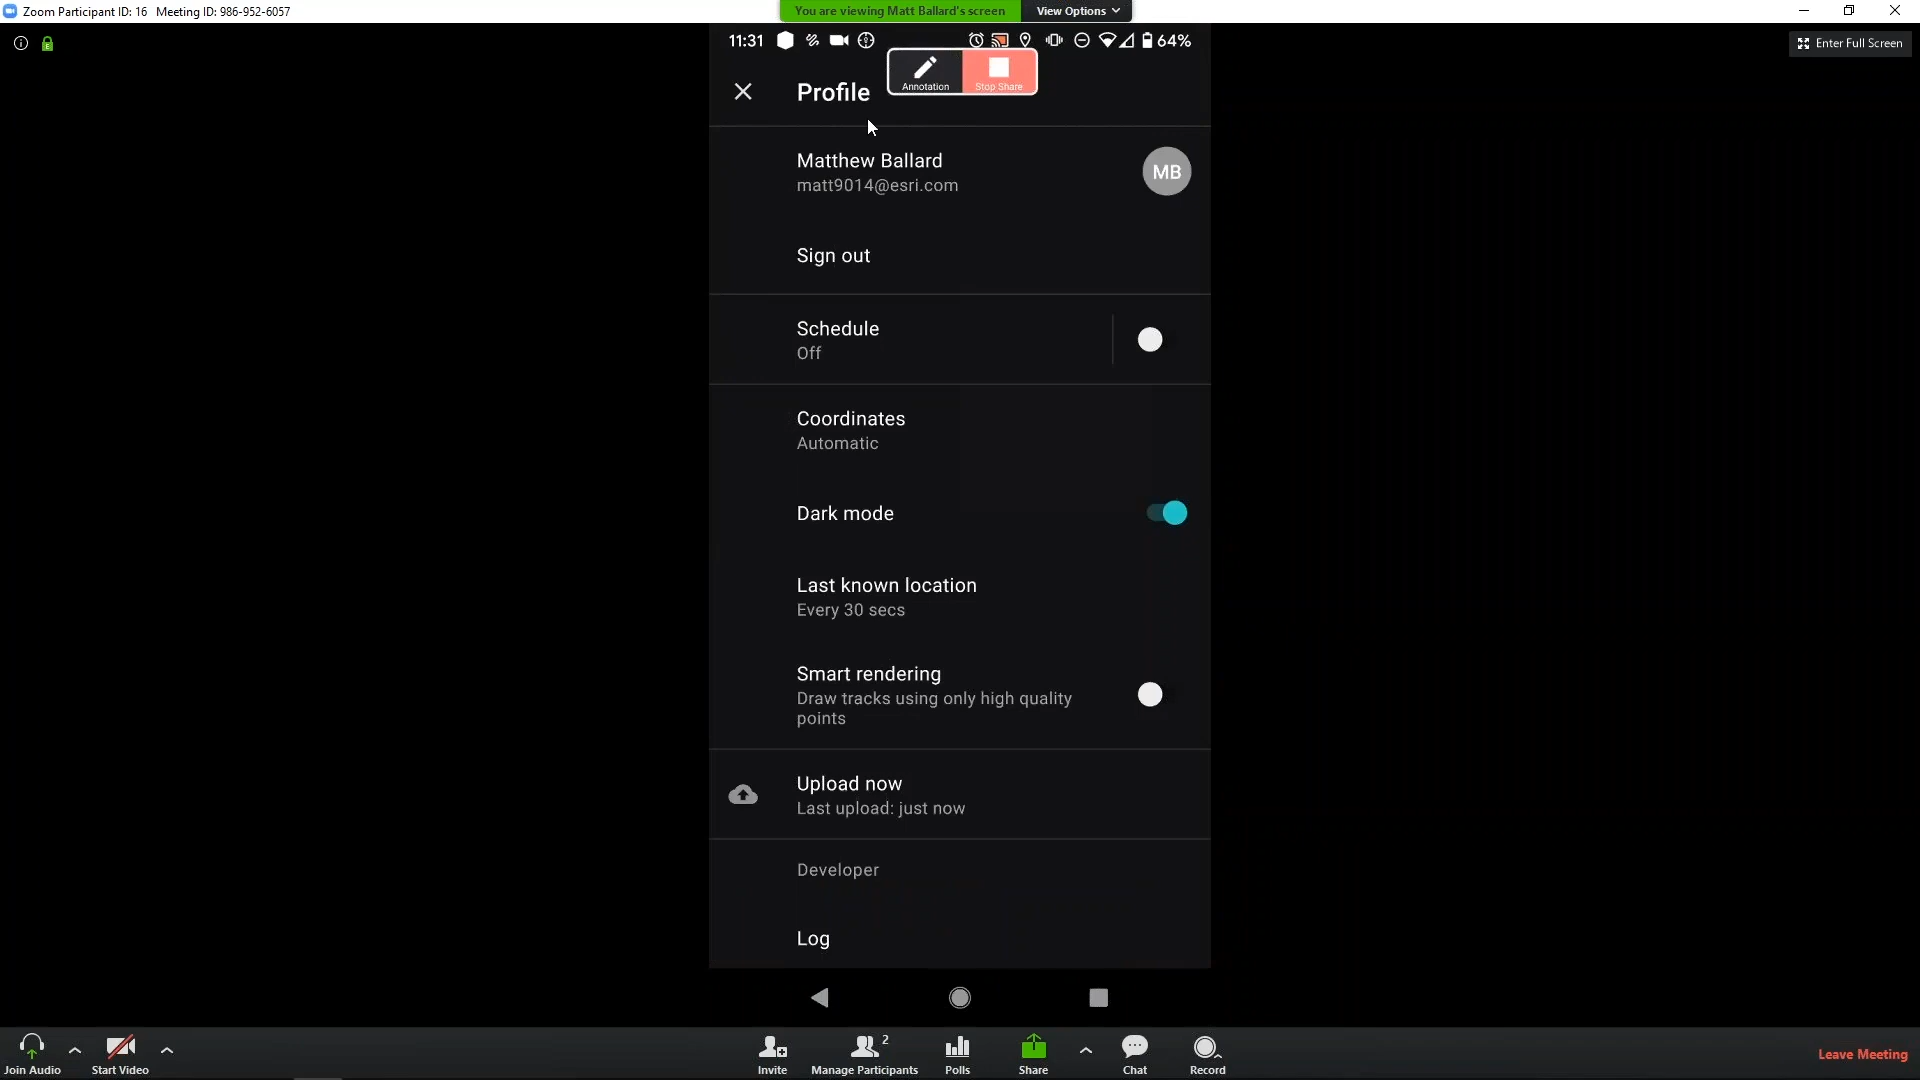 Zoom Participant ID: 16 Meeting ID: 986-952-6057
You are viewing Matt Ballard's screen
View Options
Enter Full Screen
11:31
64%
Annotation
Stop Share
Profile
Matthew Ballard
matt9014@esri.com
MB
Sign out
Schedule
Off
Coordinates
Automatic
Dark mode
Last known location
Every 30 secs
Smart rendering
Draw tracks using only high quality
points
Upload now
Last upload: just now
Developer
Log
2
Join Audio
Start Video
Invite
Manage Participants
Polls
Share
Chat
Record
Leave Meeting